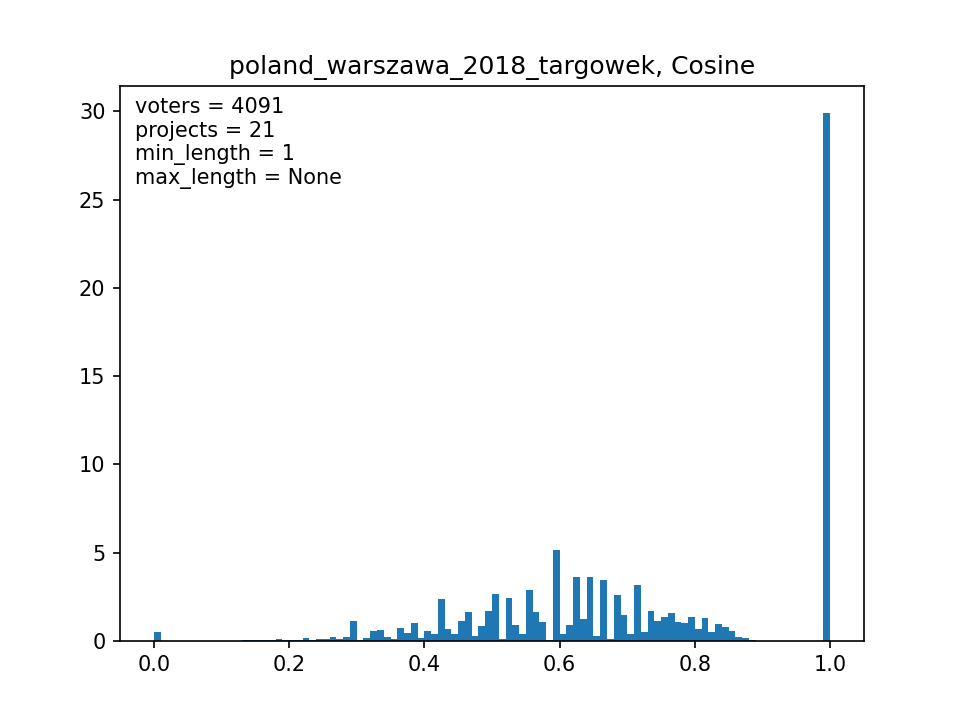 poland_warszawa_2018_targowek, Cosine
voters = 4091
projects = 21
min_length = 1
max_length = None
30
25
20
15
10
5
0
0.0 0.2 0.4 0.6 0.8 1.0